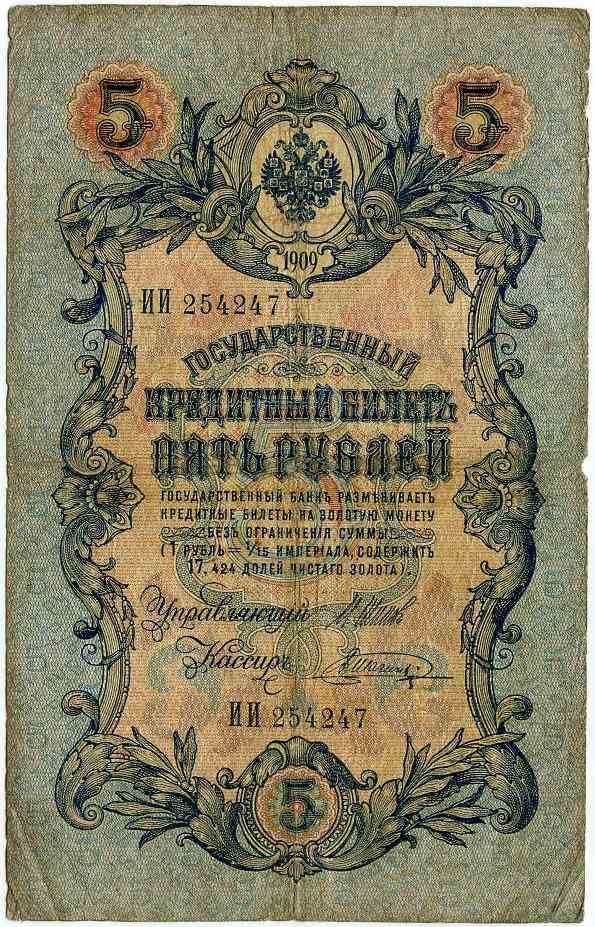 5 5
1909
ИИ 254247
ГОСУДАРСТВЕННЫЙ
КРЕДИТНЫЙ БИЛЕТЪ
ПЯТЬ РУБЛЕЙ
ГОСУДАРСТВЕННЫЙ БАНКЪ РАЗМѢНИВАЕТЪ
КРЕДИТНЫЕ БИЛЕТЫ НА ЗОЛОТУЮ МОНЕТУ
БЕЗЪ ОГРАНИЧЕНІЯ СУММЫ
(1 РУБЛЬ = 1/15 ИМПЕРІАЛА, СОДЕРЖИТЪ
17,424 ДОЛЕЙ ЧИСТАГО ЗОЛОТА).
Управляющій
Кассиръ
ИИ 254247
5